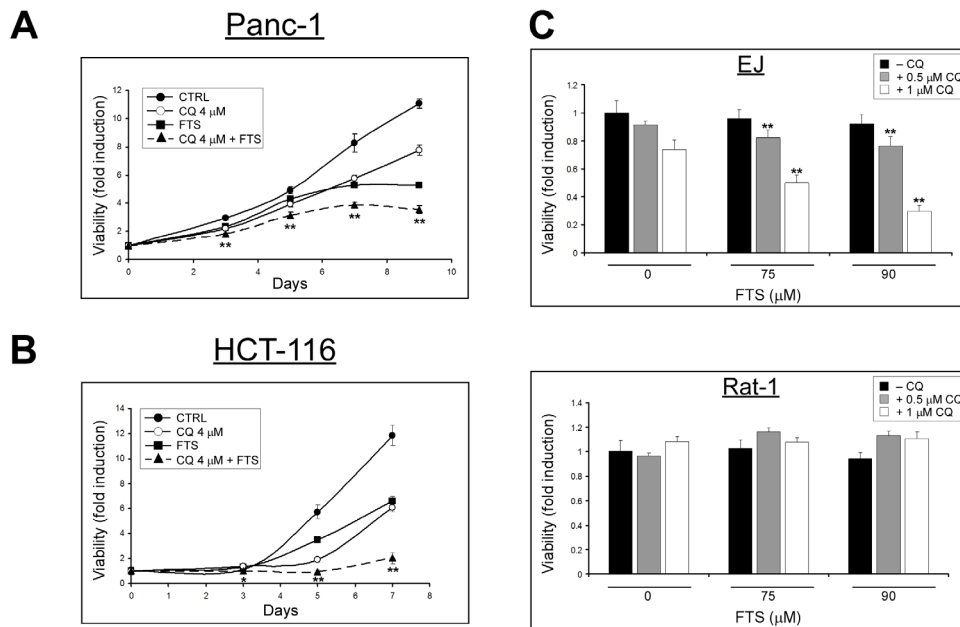 A
Panc-1
CTRL
CQ 4 μM
FTS
CQ 4 μM + FTS
Viability (fold induction)
12
10
8
6
4
2
0
** ** ** **
0 2 4 6 8 10
Days
B
HCT-116
CTRL
CQ 4 μM
FTS
CQ 4 μM + FTS
Viability (fold induction)
14
12
10
8
6
4
2
0
* ** **
0 1 2 3 4 5 6 7 8
Days
C
EJ
– CQ
+ 0.5 μM CQ
+ 1 μM CQ
Viability (fold induction)
1.2
1
0.8
0.6
0.4
0.2
0
** ** ** **
0 75 90
FTS (μM)
Rat-1
– CQ
+ 0.5 μM CQ
+ 1 μM CQ
Viability (fold induction)
1.4
1.2
1
0.8
0.6
0.4
0.2
0
0 75 90
FTS (μM)